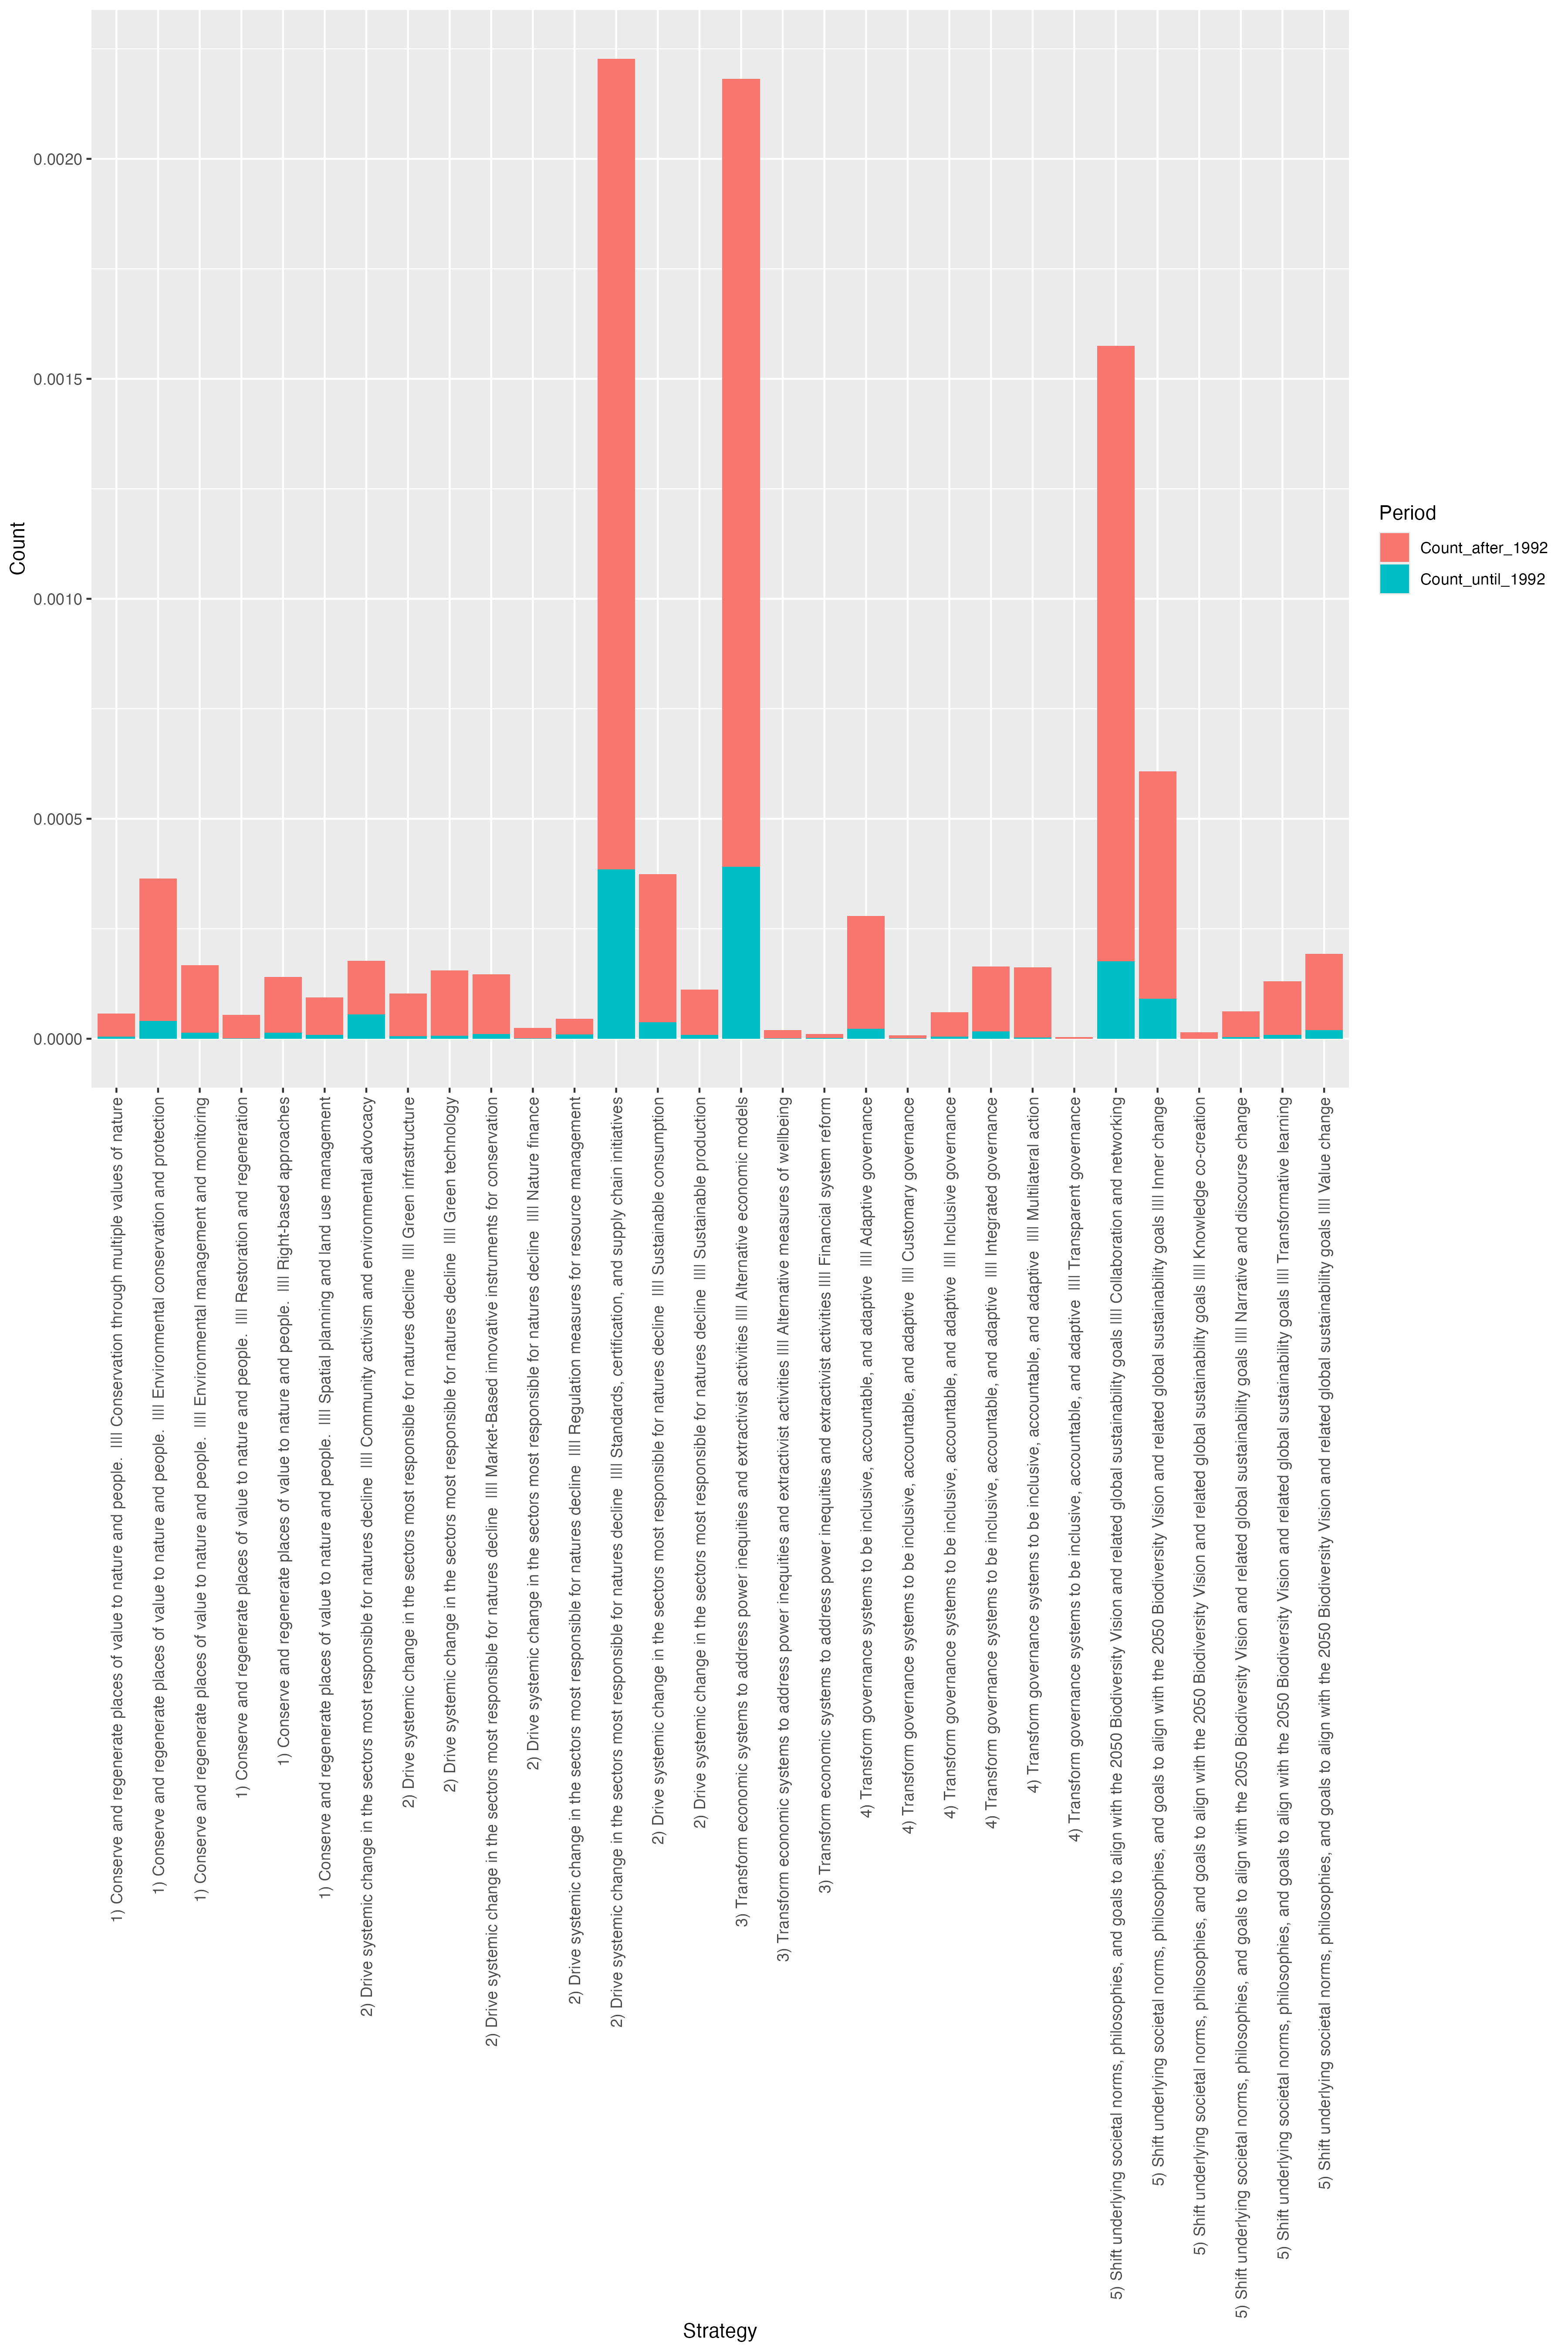 0.0020
0.0015
0.0010
0.0005
0.0000
Count
Period
Count_after_1992
Count_until_1992
1) Conserve and regenerate places of value to nature and people.  IIII Conservation through multiple values of nature
1) Conserve and regenerate places of value to nature and people.  IIII Environmental conservation and protection
1) Conserve and regenerate places of value to nature and people.  IIII Environmental management and monitoring
1) Conserve and regenerate places of value to nature and people.  IIII Restoration and regeneration
1) Conserve and regenerate places of value to nature and people.  IIII Right-based approaches
1) Conserve and regenerate places of value to nature and people.  IIII Spatial planning and land use management
2) Drive systemic change in the sectors most responsible for natures decline  IIII Community activism and environmental advocacy
2) Drive systemic change in the sectors most responsible for natures decline  IIII Green infrastructure
2) Drive systemic change in the sectors most responsible for natures decline  IIII Green technology
2) Drive systemic change in the sectors most responsible for natures decline  IIII Market-Based innovative instruments for conservation
2) Drive systemic change in the sectors most responsible for natures decline  IIII Nature finance
2) Drive systemic change in the sectors most responsible for natures decline  IIII Regulation measures for resource management
2) Drive systemic change in the sectors most responsible for natures decline  IIII Standards, certification, and supply chain initiatives
2) Drive systemic change in the sectors most responsible for natures decline  IIII Sustainable consumption
2) Drive systemic change in the sectors most responsible for natures decline  IIII Sustainable production
3) Transform economic systems to address power inequities and extractivist activities IIII Alternative economic models
3) Transform economic systems to address power inequities and extractivist activities IIII Alternative measures of wellbeing
3) Transform economic systems to address power inequities and extractivist activities IIII Financial system reform
4) Transform governance systems to be inclusive, accountable, and adaptive  IIII Adaptive governance
4) Transform governance systems to be inclusive, accountable, and adaptive  IIII Customary governance
4) Transform governance systems to be inclusive, accountable, and adaptive  IIII Inclusive governance
4) Transform governance systems to be inclusive, accountable, and adaptive  IIII Integrated governance
4) Transform governance systems to be inclusive, accountable, and adaptive  IIII Multilateral action
4) Transform governance systems to be inclusive, accountable, and adaptive  IIII Transparent governance
5) Shift underlying societal norms, philosophies, and goals to align with the 2050 Biodiversity Vision and related global sustainability goals IIII Collaboration and networking
5) Shift underlying societal norms, philosophies, and goals to align with the 2050 Biodiversity Vision and related global sustainability goals IIII Inner change
5) Shift underlying societal norms, philosophies, and goals to align with the 2050 Biodiversity Vision and related global sustainability goals IIII Knowledge co-creation
5) Shift underlying societal norms, philosophies, and goals to align with the 2050 Biodiversity Vision and related global sustainability goals IIII Narrative and discourse change
5) Shift underlying societal norms, philosophies, and goals to align with the 2050 Biodiversity Vision and related global sustainability goals IIII Transformative learning
5) Shift underlying societal norms, philosophies, and goals to align with the 2050 Biodiversity Vision and related global sustainability goals IIII Value change
Strategy